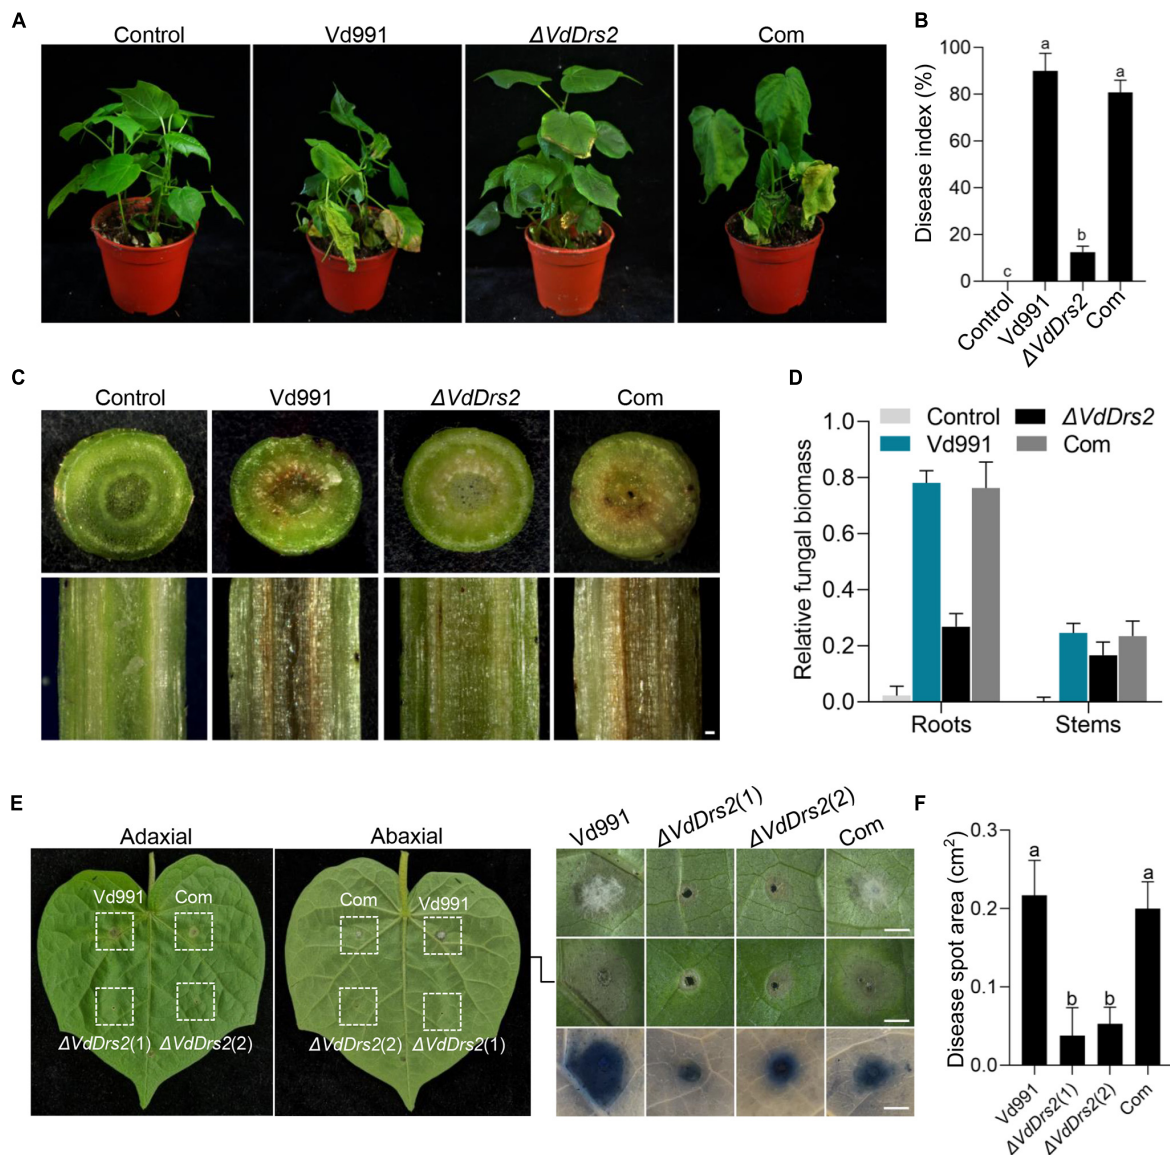 A
Control
Vd991
ΔVdDrs2
Com
B
Disease index (%)
100
80
60
40
20
0
a
a
b
c
Control
Vd991
ΔVdDrs2
Com
C
Control
Vd991
ΔVdDrs2
Com
D
Relative fungal biomass
1.0
0.8
0.6
0.4
0.2
0.0
Control
ΔVdDrs2
Vd991
Com
Roots
Stems
E
Adaxial
Abaxial
Vd991
Com
ΔVdDrs2(1)
ΔVdDrs2(2)
Com
Vd991
ΔVdDrs2(2)
ΔVdDrs2(1)
Vd991
ΔVdDrs2(1)
ΔVdDrs2(2)
Com
F
Disease spot area (cm²)
0.3
0.2
0.1
0.0
a
b
b
a
Vd991
ΔVdDrs2(1)
ΔVdDrs2(2)
Com